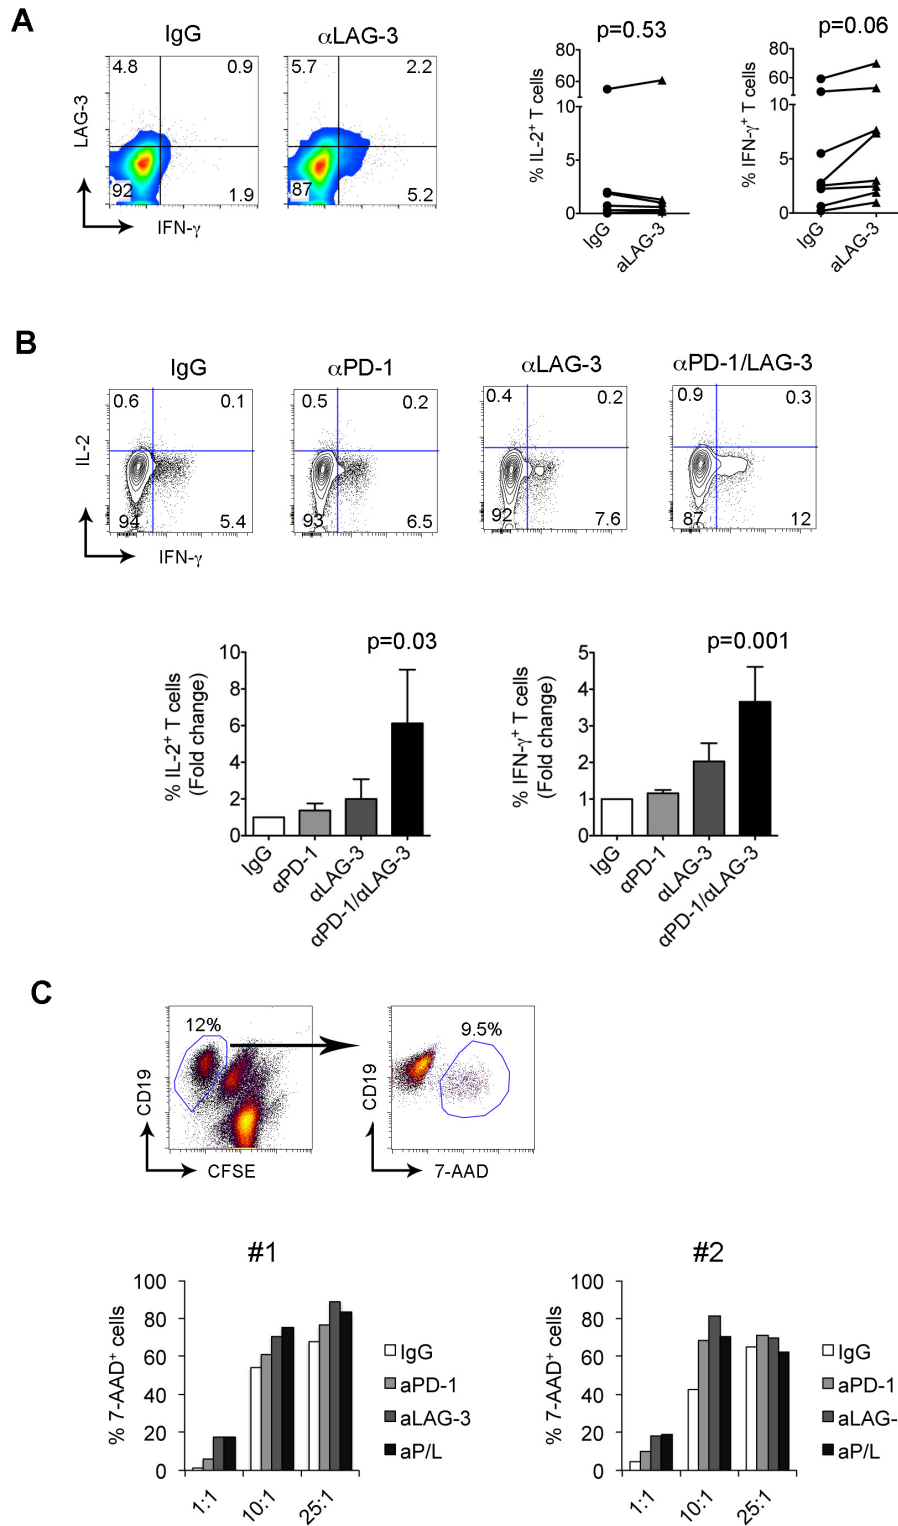 A
IgG
αLAG-3
4.8
0.9
92
1.9
5.7
2.2
87
5.2
LAG-3
IFN-γ
p=0.53
% IL-2+ T cells
80
60
10
5
0
IgG
aLAG-3
p=0.06
% IFN-γ+ T cells
80
60
10
5
0
IgG
aLAG-3
B
IgG
αPD-1
αLAG-3
αPD-1/LAG-3
0.6
0.1
94
5.4
0.5
0.2
93
6.5
0.4
0.2
92
7.6
0.9
0.3
87
12
IL-2
IFN-γ
p=0.03
% IL-2+ T cells
(Fold change)
10
8
6
4
2
0
IgG
αPD-1
αLAG-3
αPD-1/αLAG-3
p=0.001
% IFN-γ+ T cells
(Fold change)
5
4
3
2
1
0
IgG
αPD-1
αLAG-3
αPD-1/αLAG-3
C
12%
CD19
CFSE
9.5%
CD19
7-AAD
#1
% 7-AAD+ cells
100
80
60
40
20
0
1:1
10:1
25:1
IgG
aPD-1
aLAG-3
aP/L
#2
% 7-AAD+ cells
100
80
60
40
20
0
1:1
10:1
25:1
IgG
aPD-1
aLAG-
aP/L